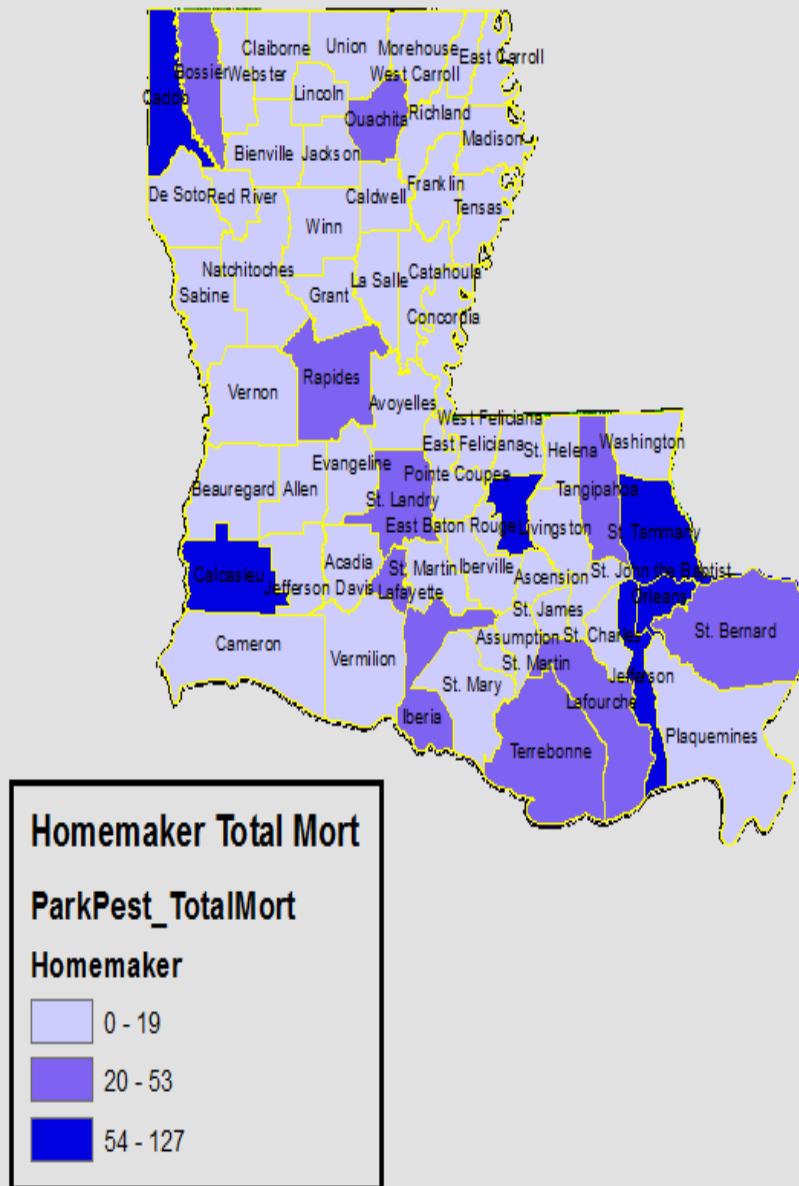 Claiborne
Union
Morehouse
East Carroll
Bossier
Webster
West Carroll
Caddo
Lincoln
Ouachita
Richland
Madison
Bienville
Jackson
De Soto
Red River
Caldwell
Franklin
Tensas
Winn
Natchitoches
La Salle
Catahoula
Sabine
Grant
Concordia
Rapides
Vernon
Avoyelles
West Feliciana
East Feliciana
St. Helena
Washington
Evangeline
Pointe Coupee
Beauregard
Allen
St. Landry
Tangipahoa
East Baton Rouge
Livingston
St. Tammany
Calcasieu
Acadia
St. Martin
Iberville
Ascension
St. John the Baptist
Jefferson Davis
Lafayette
Orleans
St. James
Cameron
Assumption
St. Charles
St. Bernard
Vermilion
St. Martin
St. Mary
Jefferson
Iberia
Lafourche
Terrebonne
Plaquemines
Homemaker Total Mort
ParkPest_TotalMort
Homemaker
0 - 19
20 - 53
54 - 127